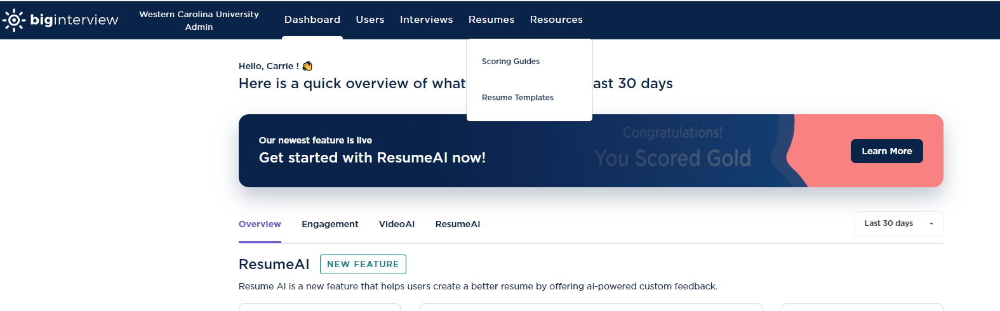 biginterview
Western Carolina University
Admin
Dashboard Users Interviews Resumes Resources
Scoring Guides
Resume Templates
Hello, Carrie !
Here is a quick overview of what ast 30 days
Our newest feature is live
Get started with ResumeAI now!
Congratulations!
You Scored Gold
Learn More
Overview Engagement VideoAI ResumeAI
Last 30 days
ResumeAI NEW FEATURE
Resume AI is a new feature that helps users create a better resume by offering ai-powered custom feedback.